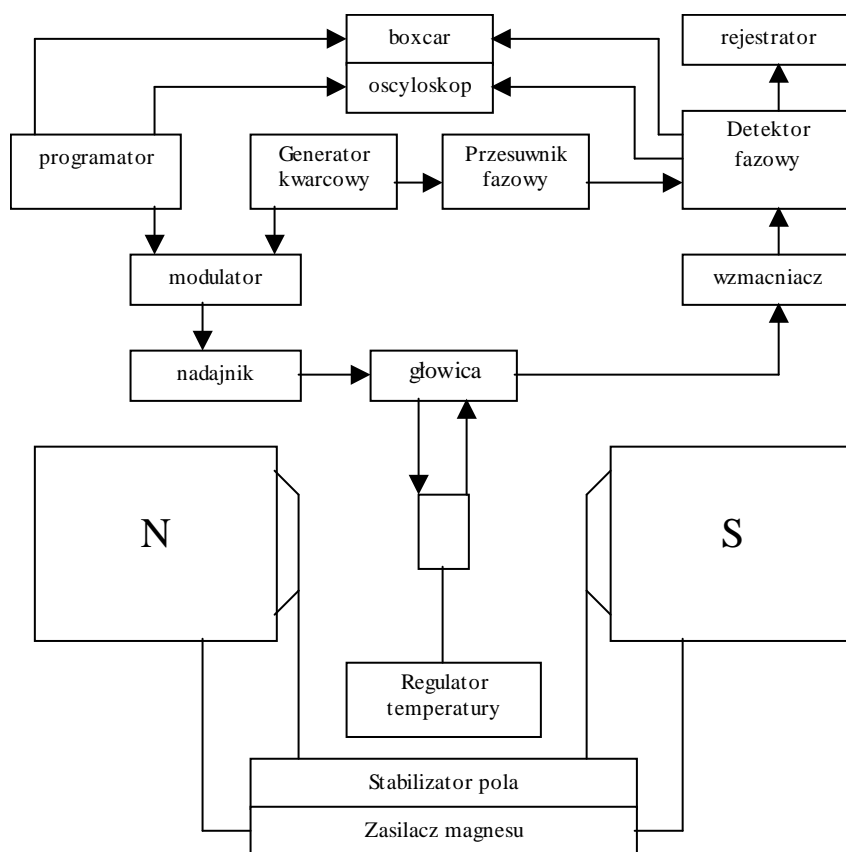 boxcar
rejestrator
oscyloskop
programator
Generator
kwarcowy
Przesuwnik
fazowy
Detektor
fazowy
modulator
wzmacniacz
nadajnik
głowica
N
S
Regulator
temperatury
Stabilizator pola
Zasilacz magnesu